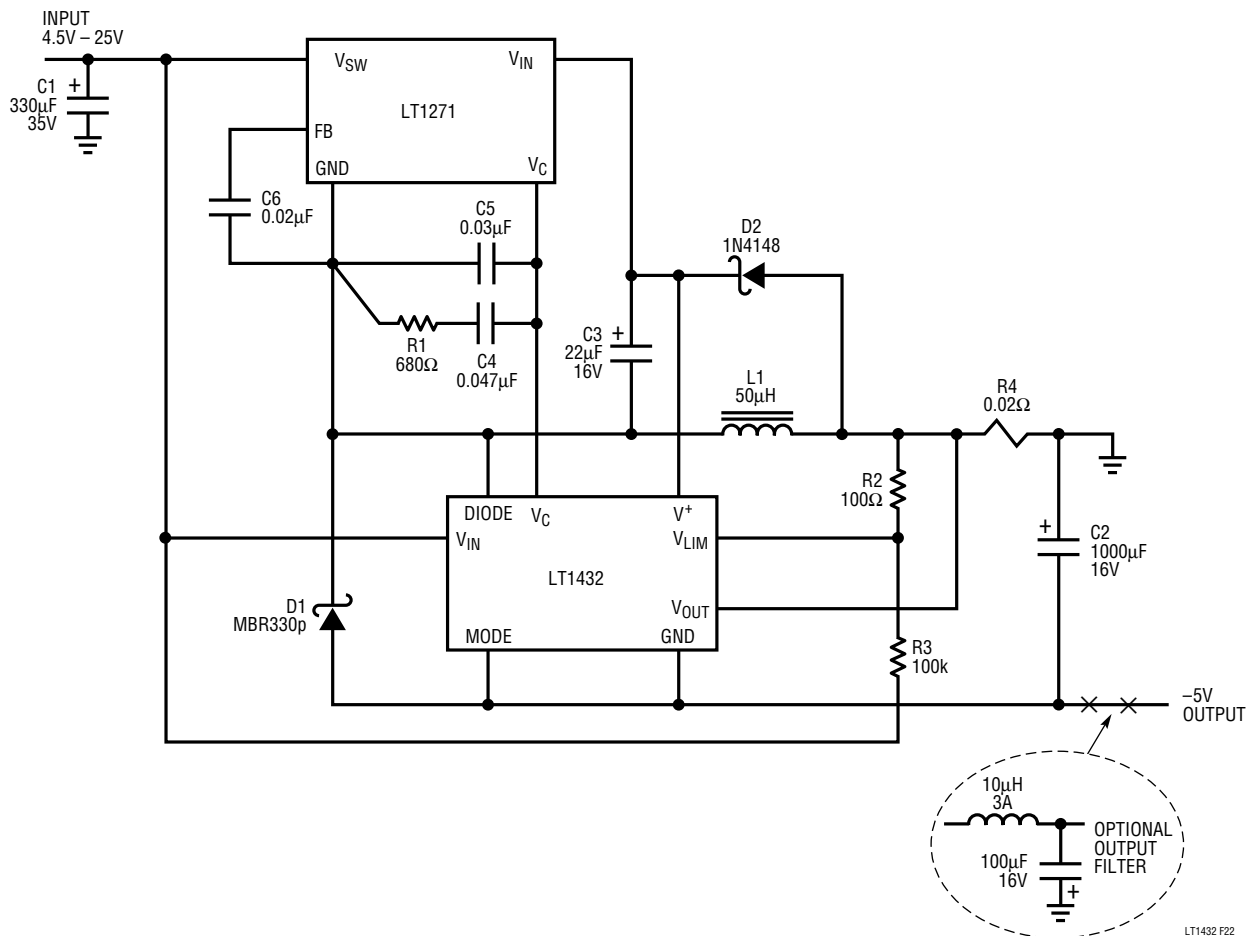 INPUT
4.5V – 25V
C1
330µF
35V
+
VSW
VIN
LT1271
FB
GND
VC
C6
0.02µF
C5
0.03µF
R1
680Ω
C4
0.047µF
D2
1N4148
C3
22µF
16V
+
L1
50µH
R4
0.02Ω
R2
100Ω
DIODE
VC
V+
VIN
VLIM
LT1432
VOUT
MODE
GND
D1
MBR330p
+
C2
1000µF
16V
R3
100k
–5V
OUTPUT
10µH
3A
OPTIONAL
OUTPUT
FILTER
100µF
16V
+
LT1432 F22